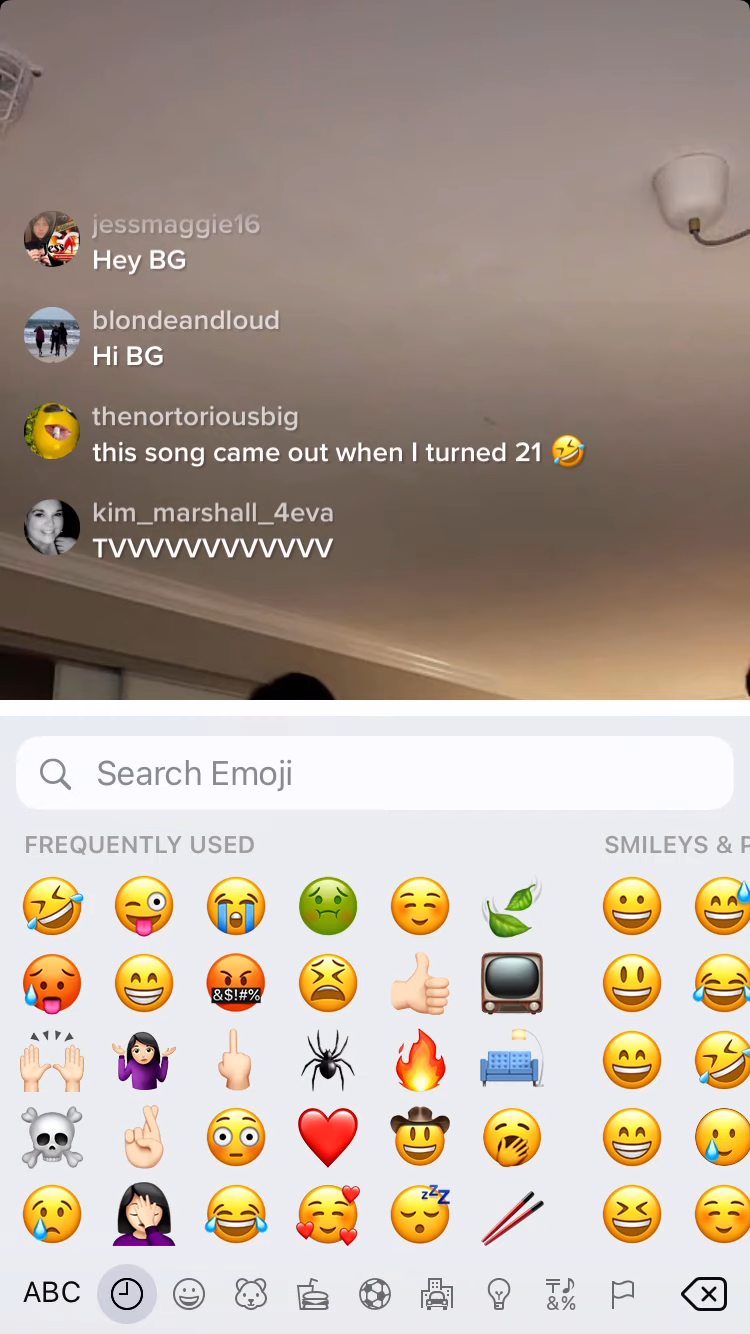 jessmaggie16
Hey BG
blondeandloud
Hi BG
thenortoriousbig
this song came out when I turned 21 🤣
kim_marshall_4eva
TVVVVVVVVVVVV
Search Emoji
FREQUENTLY USED
SMILEYS & P
&$!#%
zzZ
ABC
&%